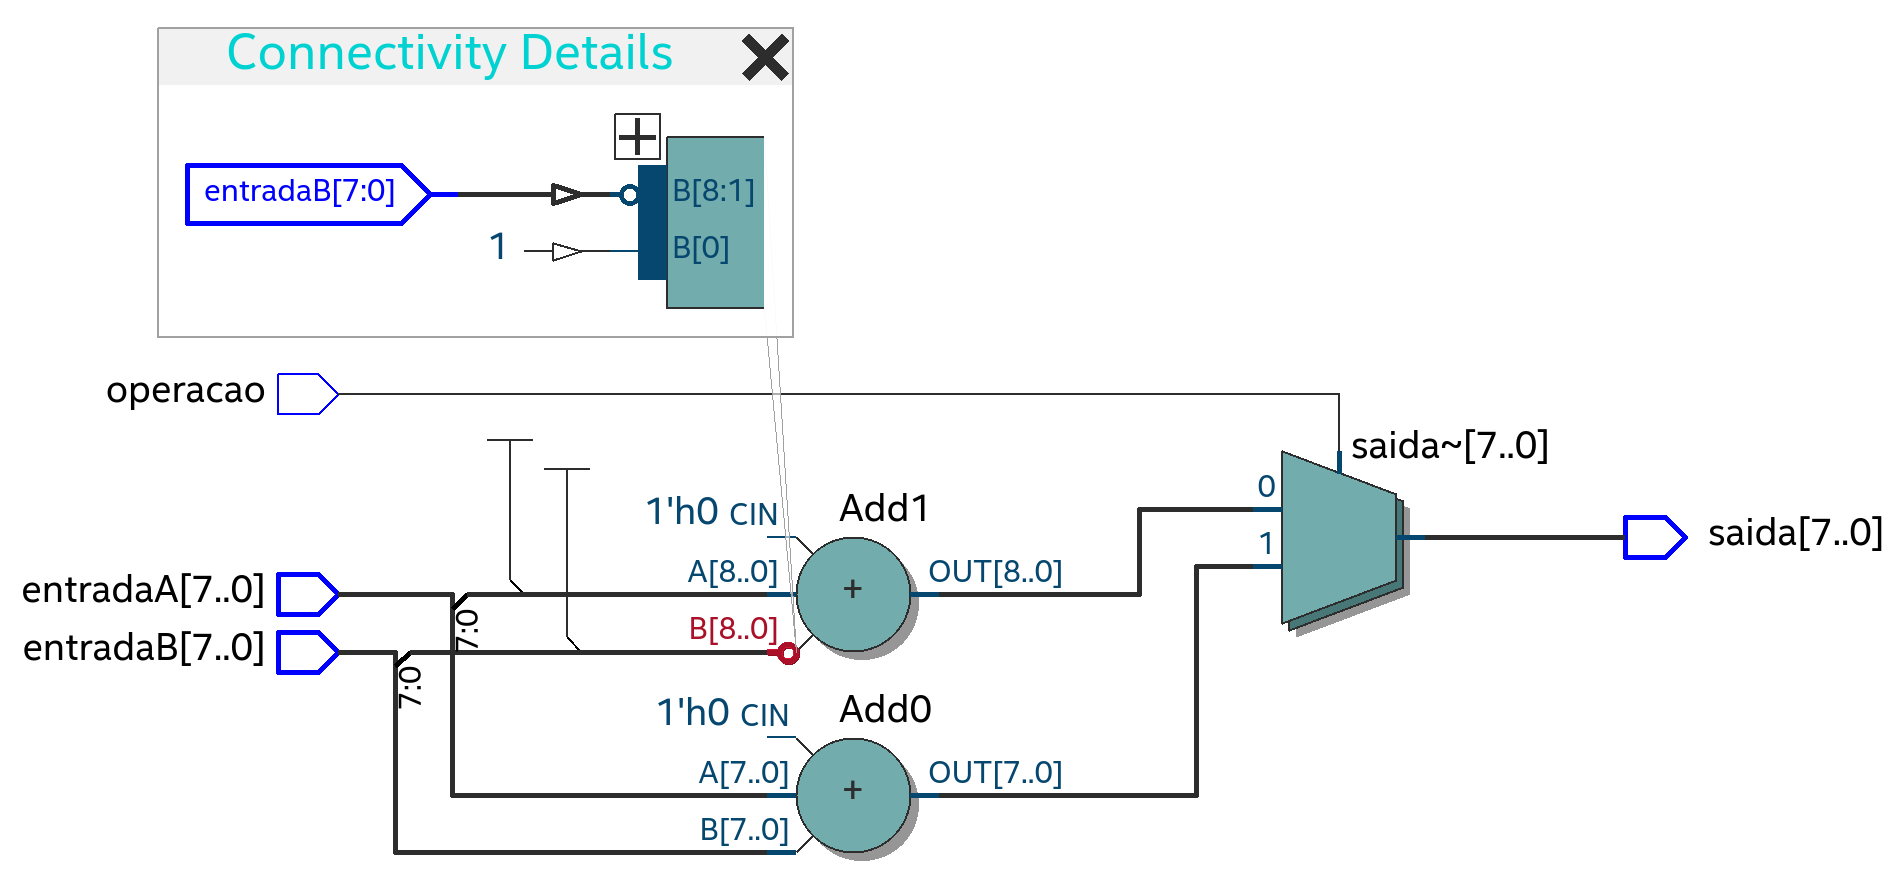 Connectivity Details
entradaB[7:0]
B[8:1]
1
B[0]
operacao
saida~[7..0]
0
1
1'h0 CIN
Add1
A[8..0]
+
OUT[8..0]
B[8..0]
saida[7..0]
entradaA[7..0]
7:0
entradaB[7..0]
7:0
1'h0 CIN
Add0
A[7..0]
+
OUT[7..0]
B[7..0]